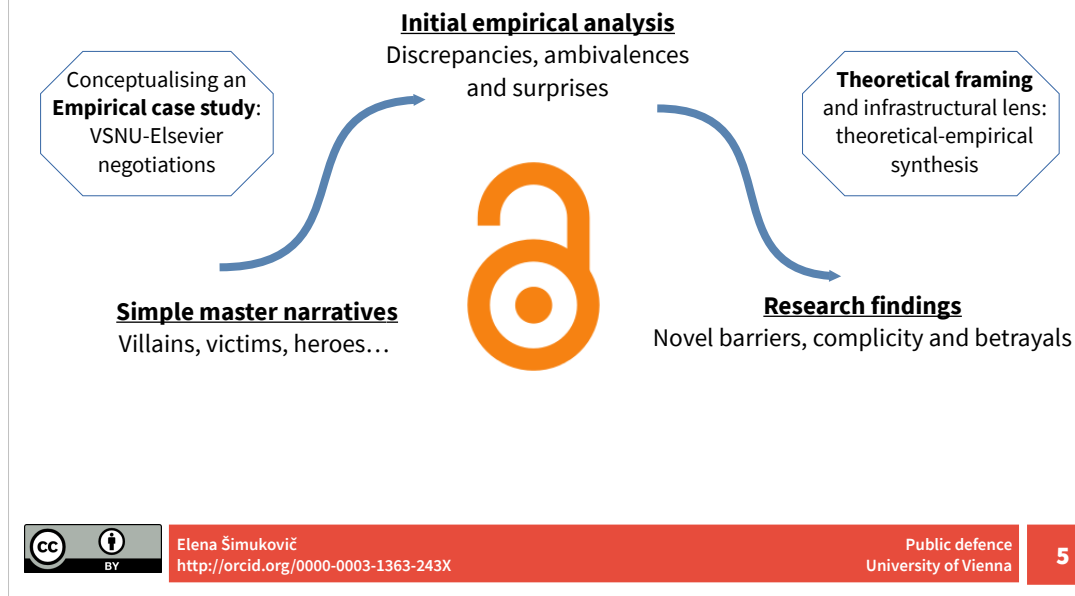 Initial empirical analysis
Discrepancies, ambivalences
and surprises
Conceptualising an
Empirical case study:
VSNU-Elsevier
negotiations
Theoretical framing
and infrastructural lens:
theoretical-empirical
synthesis
Simple master narratives
Villains, victims, heroes…
Research findings
Novel barriers, complicity and betrayals
cc
BY
Elena Šimukovič
http://orcid.org/0000-0003-1363-243X
Public defence
University of Vienna
5